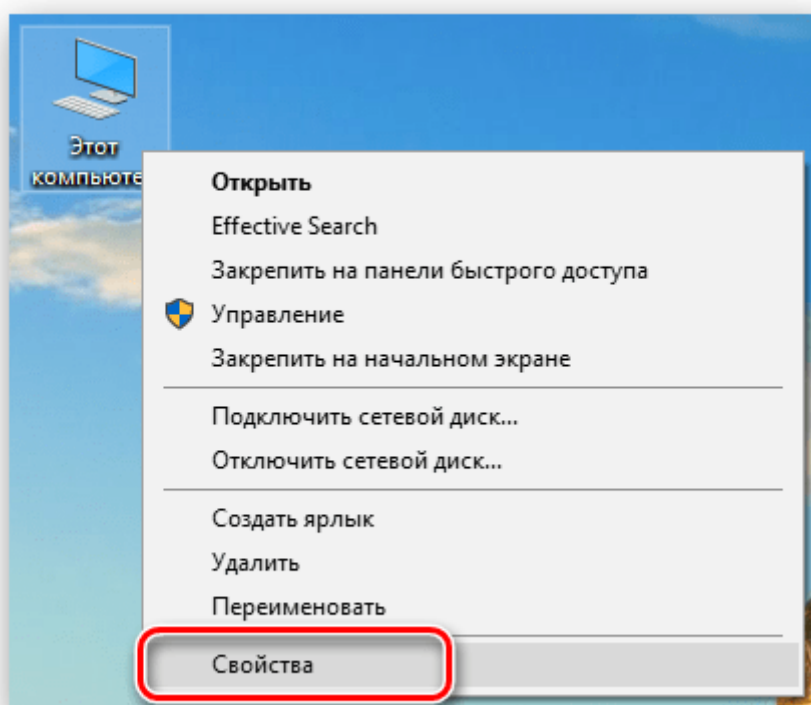 Этот
компьюте
Открыть
Effective Search
Закрепить на панели быстрого доступа
Управление
Закрепить на начальном экране
Подключить сетевой диск...
Отключить сетевой диск...
Создать ярлык
Удалить
Переименовать
Свойства